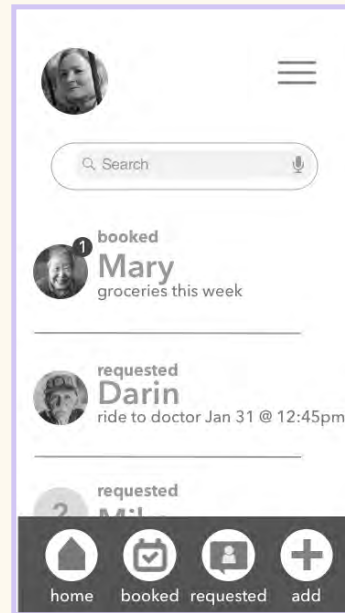 Search
1
booked
Mary
groceries this week
requested
Darin
ride to doctor Jan 31 @ 12:45pm
requested
home booked requested add